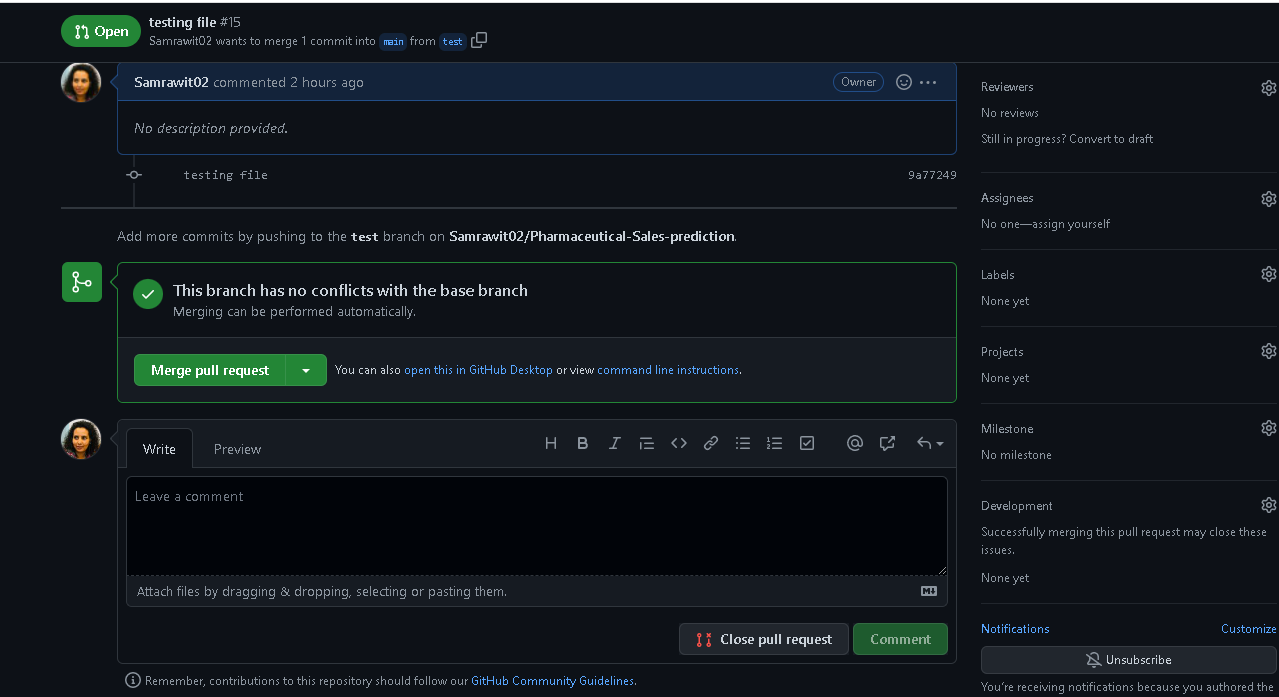 Open
testing file #15
Samrawit02 wants to merge 1 commit into main from test
Samrawit02 commented 2 hours ago
Owner
No description provided.
testing file
9a77249
Add more commits by pushing to the test branch on Samrawit02/Pharmaceutical-Sales-prediction.
This branch has no conflicts with the base branch
Merging can be performed automatically.
Merge pull request
You can also open this in GitHub Desktop or view command line instructions.
Write
Preview
Leave a comment
Attach files by dragging & dropping, selecting or pasting them.
Close pull request
Comment
Remember, contributions to this repository should follow our GitHub Community Guidelines.
Reviewers
No reviews
Still in progress? Convert to draft
Assignees
No one—assign yourself
Labels
None yet
Projects
None yet
Milestone
No milestone
Development
Successfully merging this pull request may close these
issues.
None yet
Notifications
Customize
Unsubscribe
You're receiving notifications because you authored the